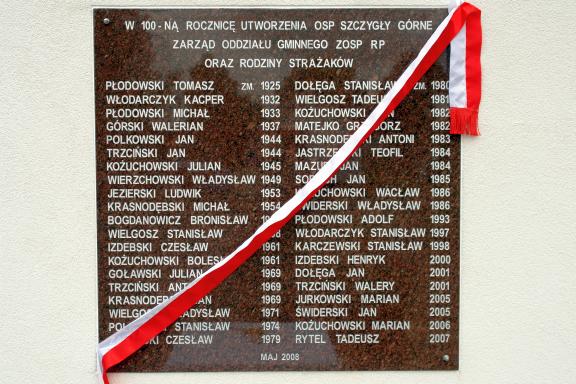 W 100-NĄ ROCZNICĘ UTWORZENIA OSP SZCZYGŁY GÓRNE
ZARZĄD ODDZIAŁU GMINNEGO ZOSP RP
ORAZ RODZINY STRAŻAKÓW
PŁODOWSKI TOMASZ ZM. 1925
WŁODARCZYK KACPER 1932
PŁODOWSKI MICHAŁ 1933
GÓRSKI WALERIAN 1937
POLKOWSKI JAN 1944
TRZCIŃSKI JAN 1944
KOŻUCHOWSKI JULIAN 1945
WIERZCHOWSKI WŁADYSŁAW 1949
JEZIERSKI LUDWIK 1953
KRASNODĘBSKI MICHAŁ 1954
BOGDANOWICZ BRONISŁAW
WIELGOSZ STANISŁAW
IZDEBSKI CZESŁAW 1961
KOŻUCHOWSKI 1961
GOŁAWSKI JULIAN 1969
TRZCIŃSKI 1969
1969
1971
STANISŁAW 1974
CZESŁAW 1979
DOŁĘGA STANISŁAW ZM. 1980
WIELGOSZ TADEUSZ 1981
KOŻUCHOWSKI 1982
MATEJKO 1982
KRASNODĘBSKI ANTONI 1983
JASTRZĘBSKI TEOFIL 1984
JAN 1984
JAN 1985
WACŁAW 1986
ŚWIDERSKI WŁADYSŁAW 1986
PŁODOWSKI ADOLF 1993
WŁODARCZYK STANISŁAW 1997
KARCZEWSKI STANISŁAW 1998
IZDEBSKI HENRYK 2000
DOŁĘGA JAN 2001
TRZCIŃSKI WALERY 2001
JURKOWSKI MARIAN 2005
ŚWIDERSKI JAN 2005
KOŻUCHOWSKI MARIAN 2006
RYTEL TADEUSZ 2007
MAJ 2008